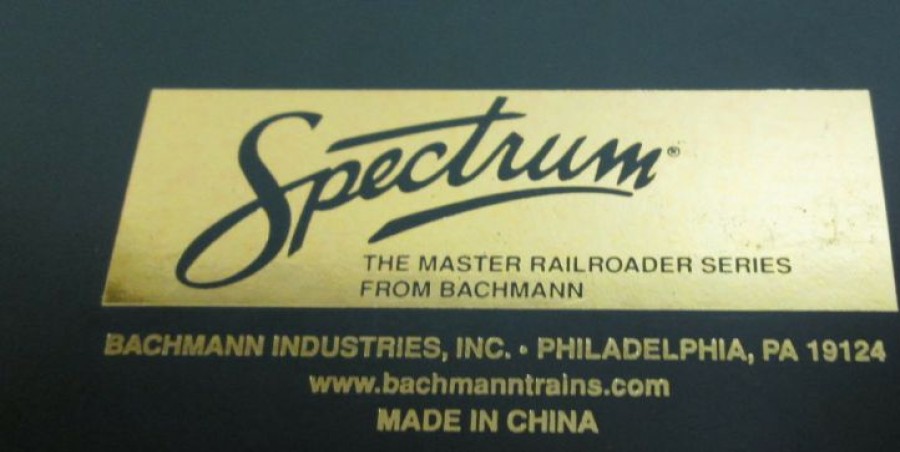 Spectrum®
THE MASTER RAILROADER SERIES
FROM BACHMANN
BACHMANN INDUSTRIES, INC. • PHILADELPHIA, PA 19124
www.bachmanntrains.com
MADE IN CHINA